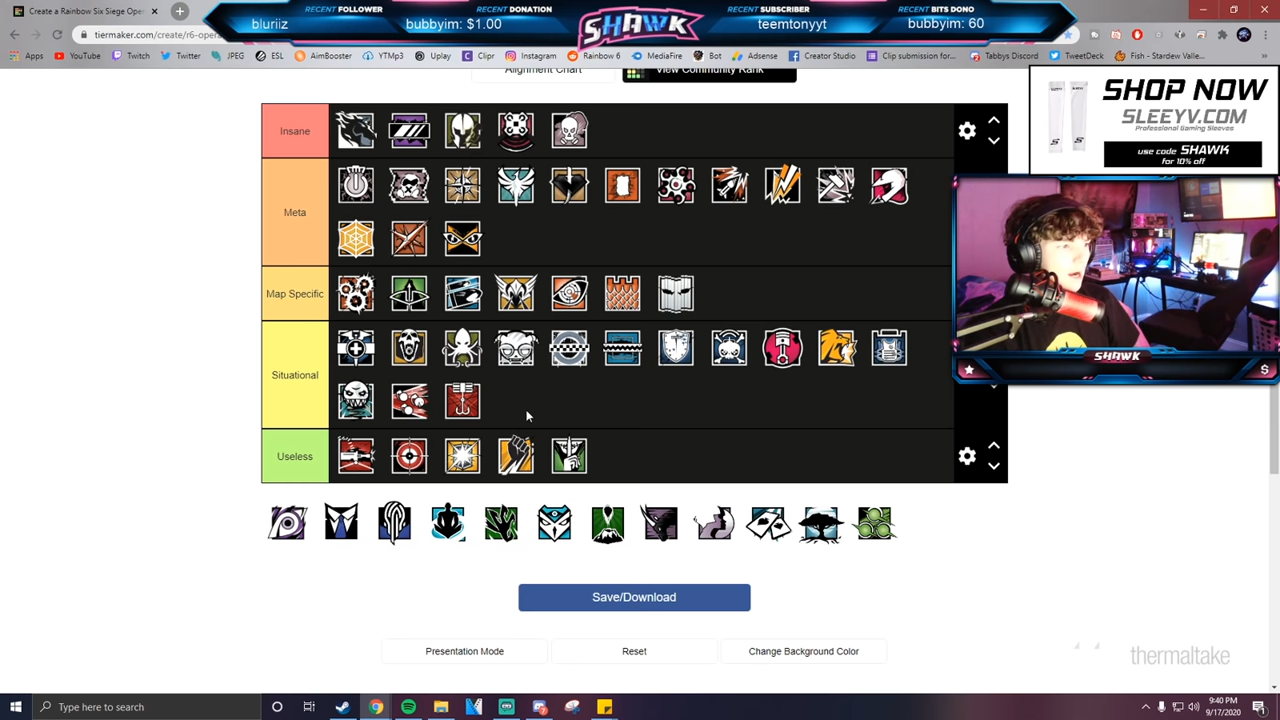 Create a Rainbow Six Siege Oper
RECENT FOLLOWER
bluriiz
RECENT DONATION
bubbyim: $1.00
SHAWK
RECENT SUBSCRIBER
teemtonyyt
RECENT BITS DONO
bubbyim: 60
tiermaker.com/create/r6-opera
Apps
YouTube
Twitch
Twitter
JPEG
ESL
AimBooster
YTMp3
Uplay
Clipr
Instagram
Rainbow 6
MediaFire
Bot
Adsense
Creator Studio
Clip submission for...
Tabbys Discord
TweetDeck
Fish - Stardew Valle...
Alignment Chart
View Community Rank
SHOP NOW
SLEEYV.COM
Professional Gaming Sleeves
use code SHAWK
for 10% off
Insane
Meta
Map Specific
Situational
Useless
SHAWK
Save/Download
Presentation Mode
Reset
Change Background Color
thermaltake
Type here to search
9:40 PM
9/17/2020